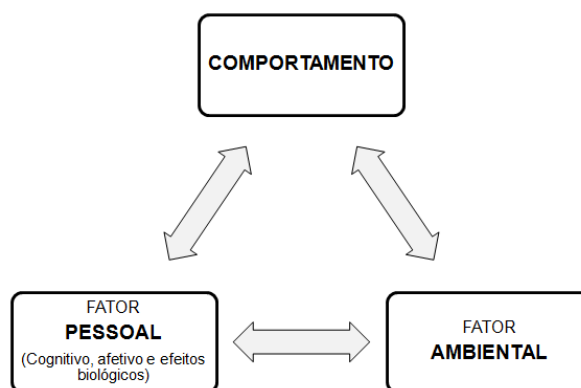 COMPORTAMENTO
FATOR
PESSOAL
(Cognitivo, afetivo e efeitos
biológicos)
FATOR
AMBIENTAL